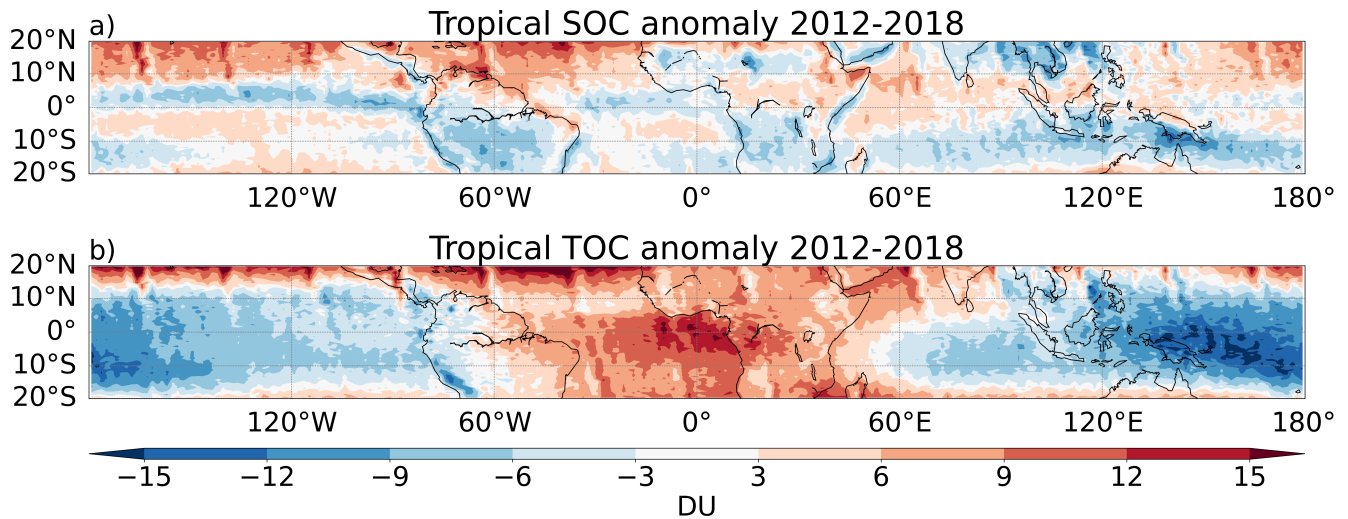 a) Tropical SOC anomaly 2012-2018
20°N
10°N
0°
10°S
20°S
120°W 60°W 0° 60°E 120°E 180°
b) Tropical TOC anomaly 2012-2018
20°N
10°N
0°
10°S
20°S
120°W 60°W 0° 60°E 120°E 180°
−15 −12 −9 −6 −3 3 6 9 12 15
DU